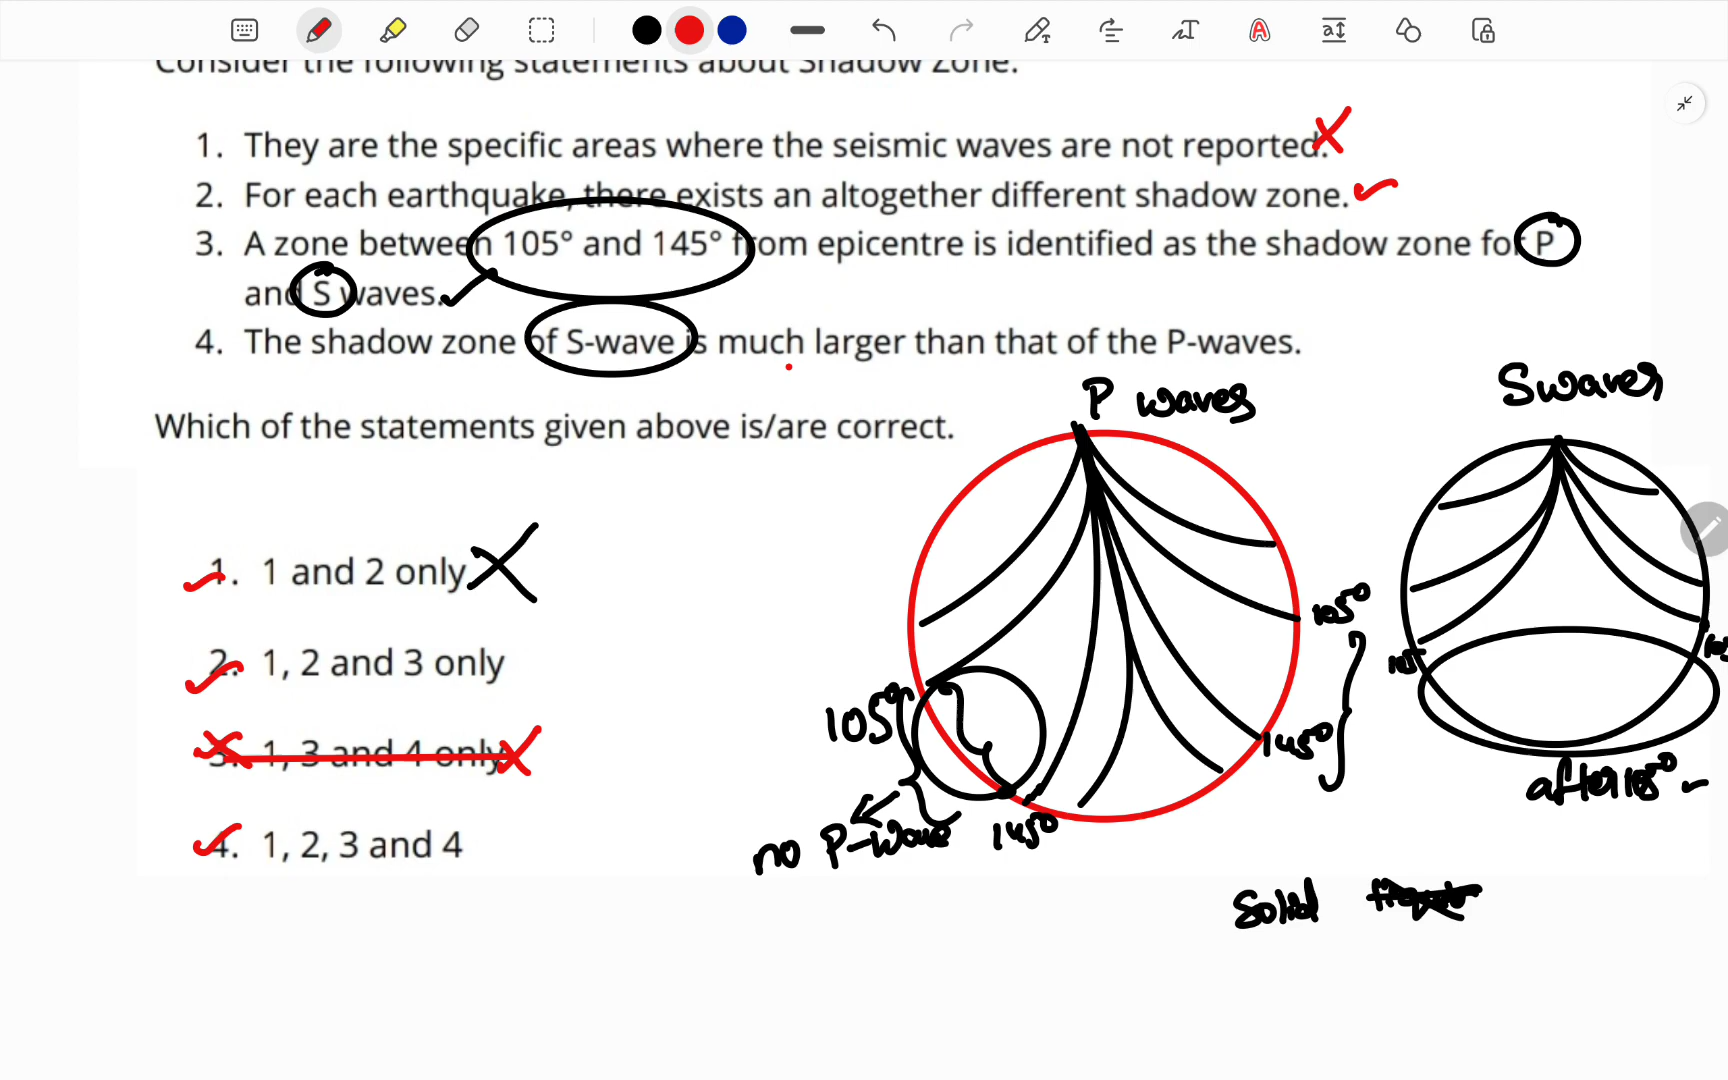 Consider the following statements about Shadow Zone.
1. They are the specific areas where the seismic waves are not reported.
2. For each earthquake, there exists an altogether different shadow zone.
3. A zone between 105° and 145° from epicentre is identified as the shadow zone for P
and S waves.
4. The shadow zone of S-wave is much larger than that of the P-waves.
Which of the statements given above is/are correct.
P waves
S waves
1. 1 and 2 only
2. 1, 2 and 3 only
3. 1, 3 and 4 only
4. 1, 2, 3 and 4
105°
105°
145°
145°
no P-wave
105
after 105°
Solid